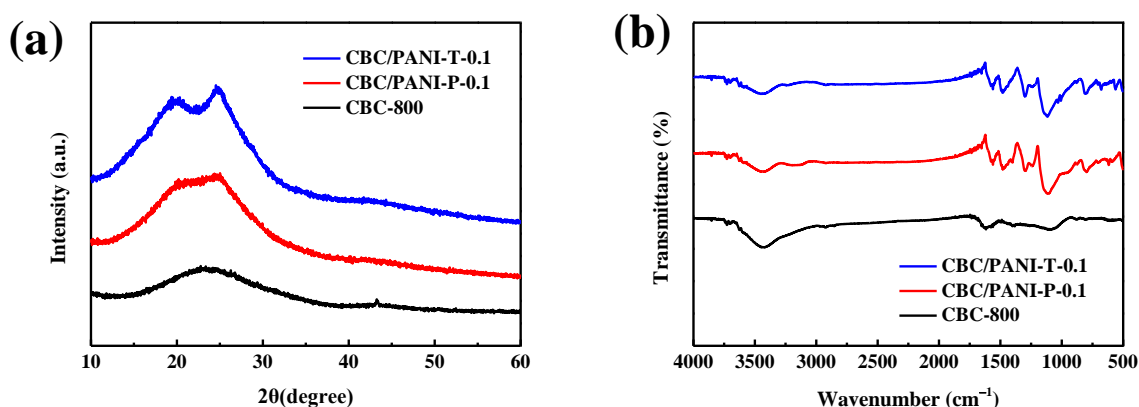 (a)
CBC/PANI-T-0.1
CBC/PANI-P-0.1
CBC-800
Intensity (a.u.)
10 20 30 40 50 60
2θ(degree)
(b)
CBC/PANI-T-0.1
CBC/PANI-P-0.1
CBC-800
Transmittance (%)
4000 3500 3000 2500 2000 1500 1000 500
Wavenumber (cm⁻¹)